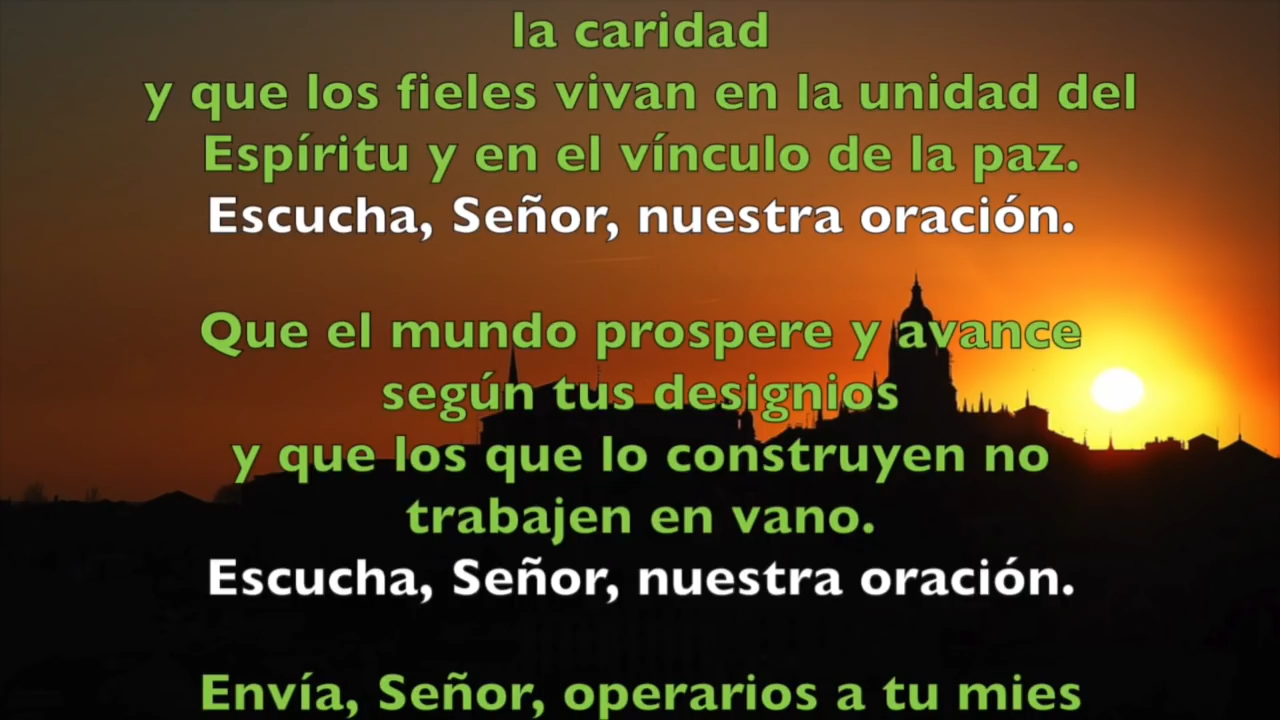 la caridad
y que los fieles vivan en la unidad del
Espíritu y en el vínculo de la paz.
Escucha, Señor, nuestra oración.
Que el mundo prospere y avance
según tus designios
y que los que lo construyen no
trabajen en vano.
Escucha, Señor, nuestra oración.
Envía, Señor, operarios a tu mies